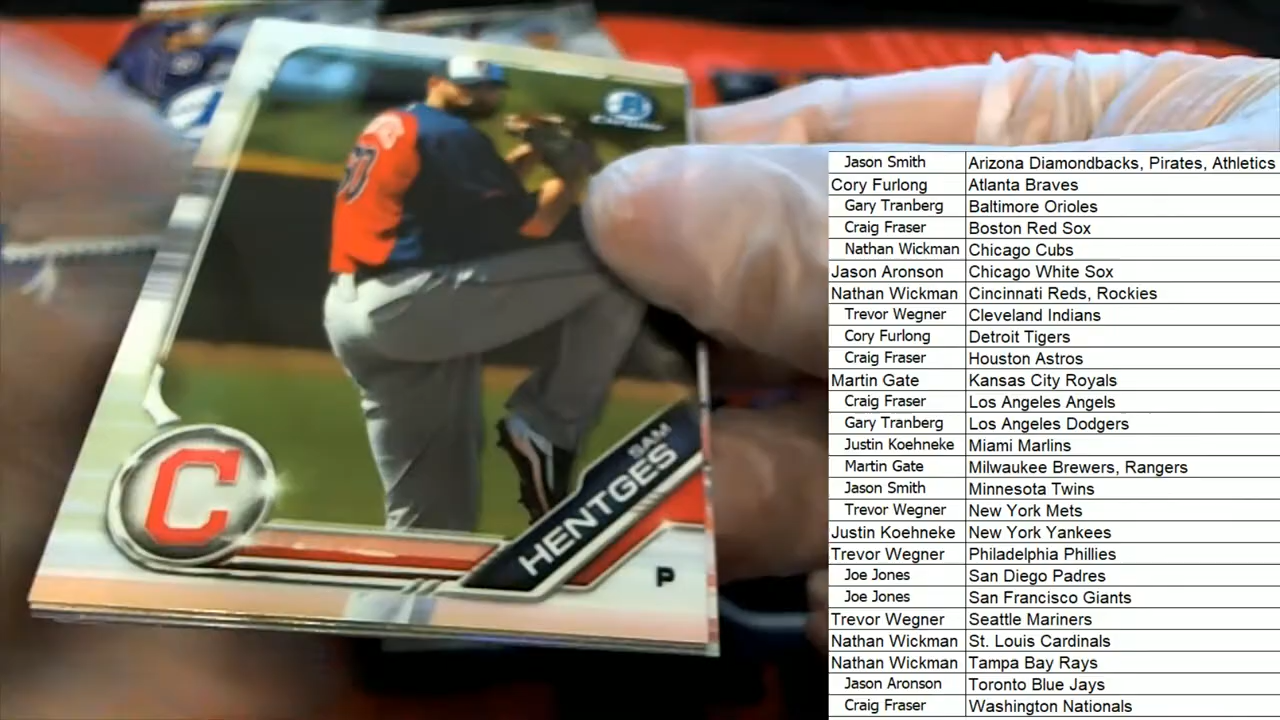 SAM
HENTGES
P
C
Jason Smith Arizona Diamondbacks, Pirates, Athletics
Cory Furlong Atlanta Braves
Gary Tranberg Baltimore Orioles
Craig Fraser Boston Red Sox
Nathan Wickman Chicago Cubs
Jason Aronson Chicago White Sox
Nathan Wickman Cincinnati Reds, Rockies
Trevor Wegner Cleveland Indians
Cory Furlong Detroit Tigers
Craig Fraser Houston Astros
Martin Gate Kansas City Royals
Craig Fraser Los Angeles Angels
Gary Tranberg Los Angeles Dodgers
Justin Koehneke Miami Marlins
Martin Gate Milwaukee Brewers, Rangers
Jason Smith Minnesota Twins
Trevor Wegner New York Mets
Justin Koehneke New York Yankees
Trevor Wegner Philadelphia Phillies
Joe Jones San Diego Padres
Joe Jones San Francisco Giants
Trevor Wegner Seattle Mariners
Nathan Wickman St. Louis Cardinals
Nathan Wickman Tampa Bay Rays
Jason Aronson Toronto Blue Jays
Craig Fraser Washington Nationals